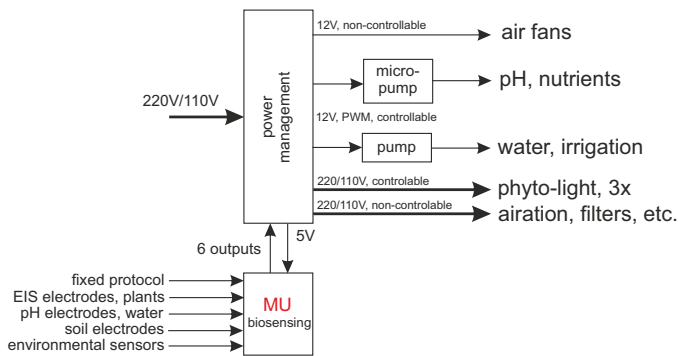 12V, non-controllable
air fans
micro-
pump
pH, nutrients
220V/110V
power
management
12V, PWM, controllable
pump
water, irrigation
220/110V, controlable
phyto-light, 3x
220/110V, non-controlable
airation, filters, etc.
6 outputs
5V
fixed protocol
EIS electrodes, plants
pH electrodes, water
soil electrodes
environmental sensors
MU
biosensing